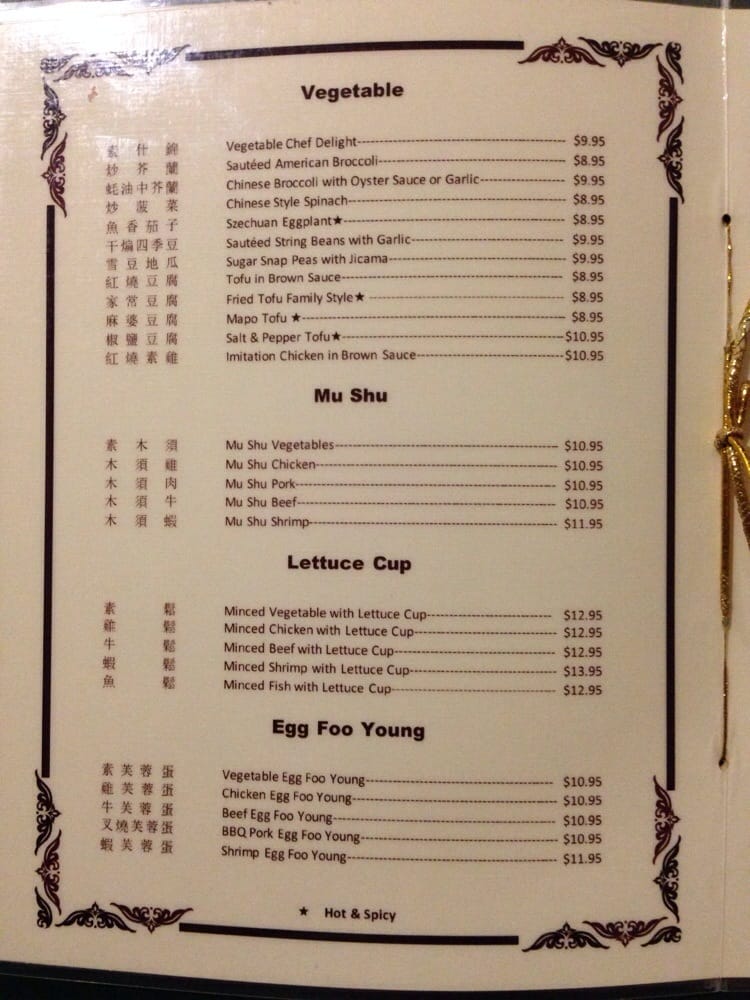 Vegetable
素什錦 Vegetable Chef Delight $9.95
炒芥蘭 Sautéed American Broccoli $8.95
蚝油中芥蘭 Chinese Broccoli with Oyster Sauce or Garlic $9.95
炒菠菜 Chinese Style Spinach $8.95
魚香茄子 Szechuan Eggplant★ $8.95
干煸四季豆 Sautéed String Beans with Garlic $9.95
雪豆地瓜 Sugar Snap Peas with Jicama $9.95
紅燒豆腐 Tofu in Brown Sauce $8.95
家常豆腐 Fried Tofu Family Style★ $8.95
麻婆豆腐 Mapo Tofu ★ $8.95
椒鹽豆腐 Salt & Pepper Tofu★ $10.95
紅燒素雞 Imitation Chicken in Brown Sauce $10.95
Mu Shu
素木須 Mu Shu Vegetables $10.95
木須雞 Mu Shu Chicken $10.95
木須肉 Mu Shu Pork $10.95
木須牛 Mu Shu Beef $10.95
木須蝦 Mu Shu Shrimp $11.95
Lettuce Cup
素鬆 Minced Vegetable with Lettuce Cup $12.95
雞鬆 Minced Chicken with Lettuce Cup $12.95
牛鬆 Minced Beef with Lettuce Cup $12.95
蝦鬆 Minced Shrimp with Lettuce Cup $13.95
魚鬆 Minced Fish with Lettuce Cup $12.95
Egg Foo Young
素芙蓉蛋 Vegetable Egg Foo Young $10.95
雞芙蓉蛋 Chicken Egg Foo Young $10.95
牛芙蓉蛋 Beef Egg Foo Young $10.95
叉燒芙蓉蛋 BBQ Pork Egg Foo Young $10.95
蝦芙蓉蛋 Shrimp Egg Foo Young $11.95
★ Hot & Spicy